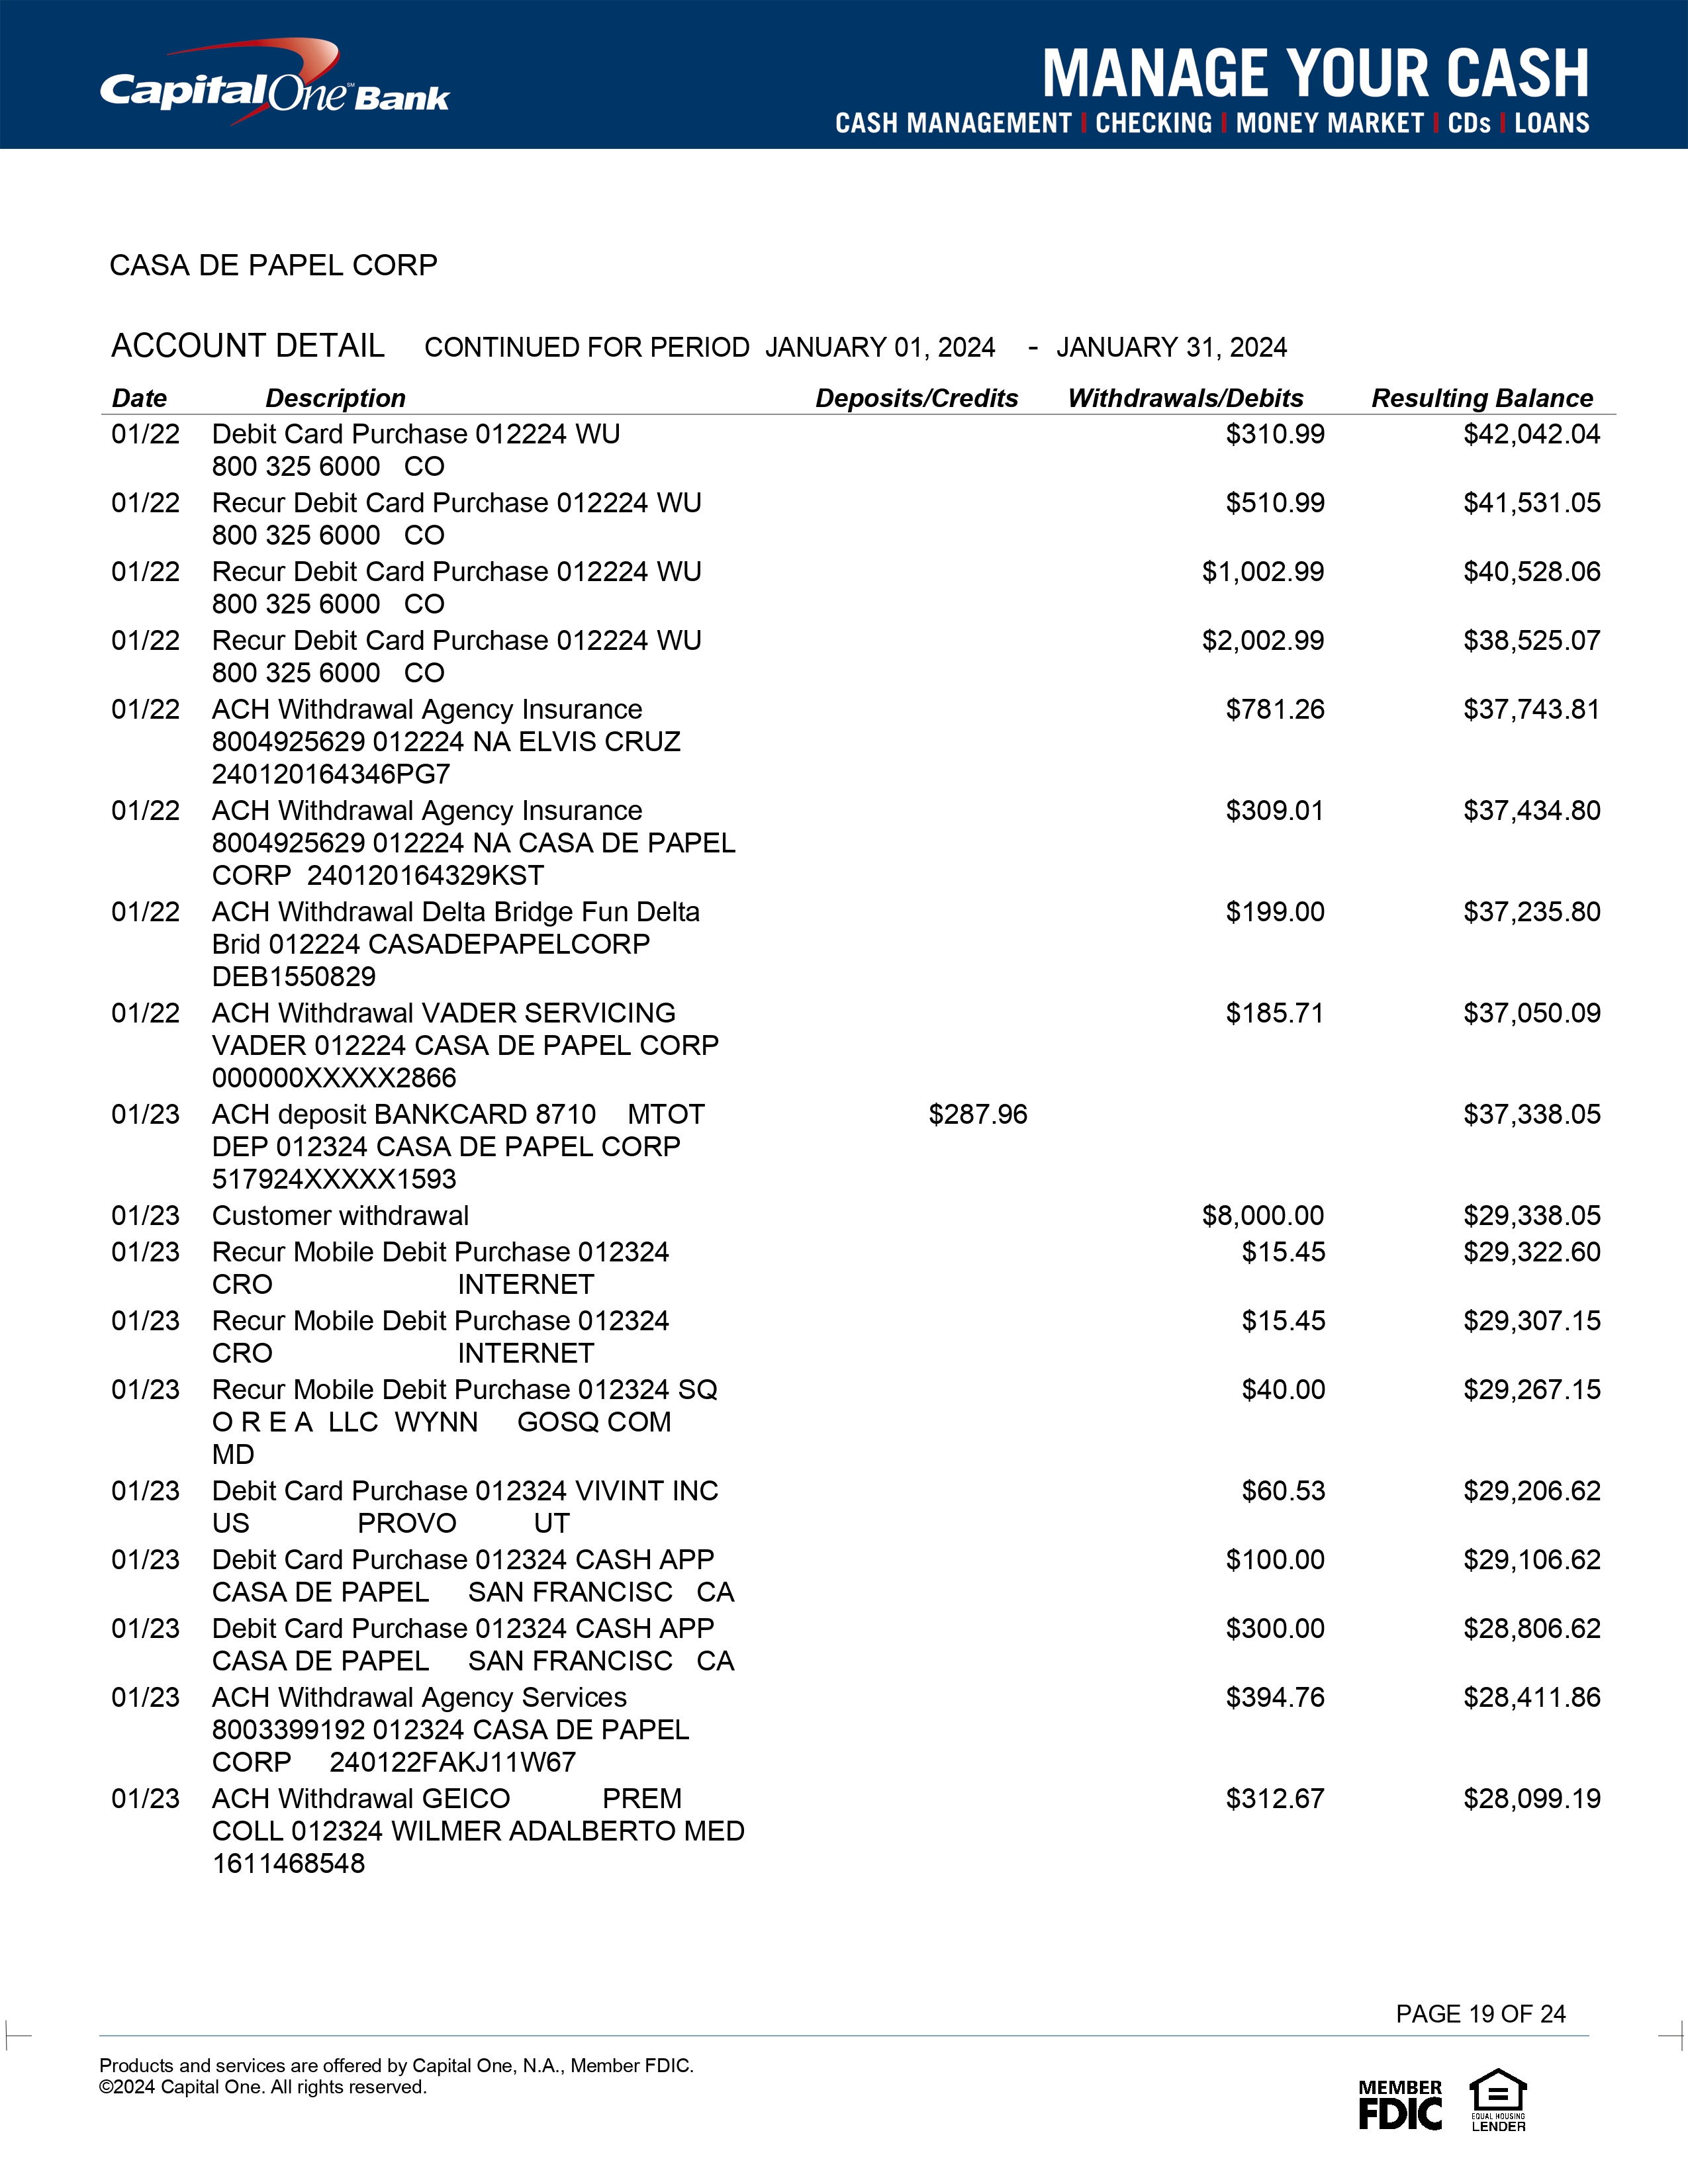 CapitalOne℠ Bank
MANAGE YOUR CASH
CASH MANAGEMENT | CHECKING | MONEY MARKET | CDs | LOANS
CASA DE PAPEL CORP
ACCOUNT DETAIL CONTINUED FOR PERIOD JANUARY 01, 2024 - JANUARY 31, 2024
Date Description Deposits/Credits Withdrawals/Debits Resulting Balance
01/22 Debit Card Purchase 012224 WU $310.99 $42,042.04
800 325 6000 CO
01/22 Recur Debit Card Purchase 012224 WU $510.99 $41,531.05
800 325 6000 CO
01/22 Recur Debit Card Purchase 012224 WU $1,002.99 $40,528.06
800 325 6000 CO
01/22 Recur Debit Card Purchase 012224 WU $2,002.99 $38,525.07
800 325 6000 CO
01/22 ACH Withdrawal Agency Insurance $781.26 $37,743.81
8004925629 012224 NA ELVIS CRUZ
240120164346PG7
01/22 ACH Withdrawal Agency Insurance $309.01 $37,434.80
8004925629 012224 NA CASA DE PAPEL
CORP 240120164329KST
01/22 ACH Withdrawal Delta Bridge Fun Delta $199.00 $37,235.80
Brid 012224 CASADEPAPELCORP
DEB1550829
01/22 ACH Withdrawal VADER SERVICING $185.71 $37,050.09
VADER 012224 CASA DE PAPEL CORP
000000XXXXX2866
01/23 ACH deposit BANKCARD 8710 MTOT $287.96 $37,338.05
DEP 012324 CASA DE PAPEL CORP
517924XXXXX1593
01/23 Customer withdrawal $8,000.00 $29,338.05
01/23 Recur Mobile Debit Purchase 012324 $15.45 $29,322.60
CRO INTERNET
01/23 Recur Mobile Debit Purchase 012324 $15.45 $29,307.15
CRO INTERNET
01/23 Recur Mobile Debit Purchase 012324 SQ $40.00 $29,267.15
O R E A LLC WYNN GOSQ COM
MD
01/23 Debit Card Purchase 012324 VIVINT INC $60.53 $29,206.62
US PROVO UT
01/23 Debit Card Purchase 012324 CASH APP $100.00 $29,106.62
CASA DE PAPEL SAN FRANCISC CA
01/23 Debit Card Purchase 012324 CASH APP $300.00 $28,806.62
CASA DE PAPEL SAN FRANCISC CA
01/23 ACH Withdrawal Agency Services $394.76 $28,411.86
8003399192 012324 CASA DE PAPEL
CORP 240122FAKJ11W67
01/23 ACH Withdrawal GEICO PREM $312.67 $28,099.19
COLL 012324 WILMER ADALBERTO MED
1611468548
PAGE 19 OF 24
Products and services are offered by Capital One, N.A., Member FDIC.
©2024 Capital One. All rights reserved.
MEMBER
FDIC
EQUAL HOUSING
LENDER